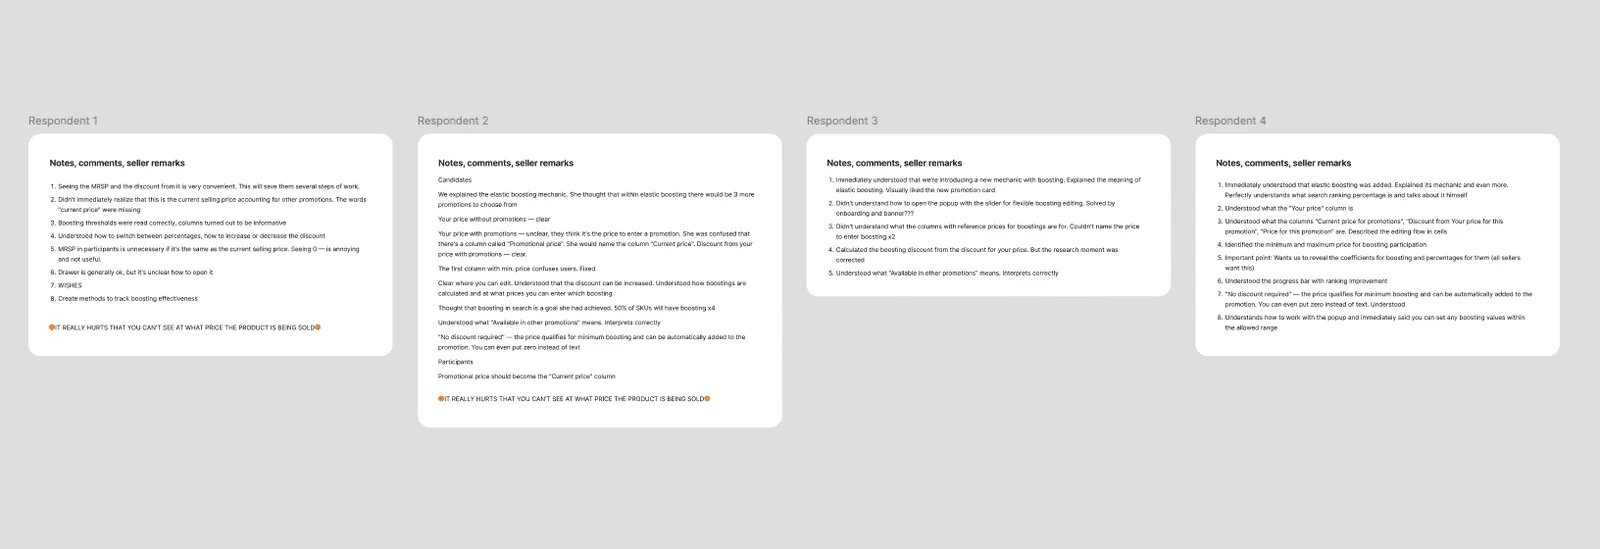 Respondent 1
Notes, comments, seller remarks
1. Seeing the MRSP and the discount from it is very convenient. This will save them several steps of work.
2. Didn't immediately realize that this is the current selling price accounting for other promotions. The words
"current price" were missing
3. Boosting thresholds were read correctly, columns turned out to be informative
4. Understood how to switch between percentages, how to increase or decrease the discount
5. MRSP in participants is unnecessary if it's the same as the current selling price. Seeing 0 — is annoying
and not useful.
6. Drawer is generally ok, but it's unclear how to open it
7. WISHES
8. Create methods to track boosting effectiveness
IT REALLY HURTS THAT YOU CAN'T SEE AT WHAT PRICE THE PRODUCT IS BEING SOLD
Respondent 2
Notes, comments, seller remarks
Candidates
We explained the elastic boosting mechanic. She thought that within elastic boosting there would be 3 more
promotions to choose from
Your price without promotions — clear
Your price with promotions — unclear, they think it's the price to enter a promotion. She was confused that
there's a column called "Promotional price". She would name the column "Current price". Discount from your
price with promotions — clear.
The first column with min. price confuses users. Fixed
Clear where you can edit. Understood that the discount can be increased. Understood how boostings are
calculated and at what prices you can enter which boosting
Thought that boosting in search is a goal she had achieved. 50% of SKUs will have boosting x4
Understood what "Available in other promotions" means. Interprets correctly
"No discount required" — the price qualifies for minimum boosting and can be automatically added to the
promotion. You can even put zero instead of text
Participants
Promotional price should become the "Current price" column
IT REALLY HURTS THAT YOU CAN'T SEE AT WHAT PRICE THE PRODUCT IS BEING SOLD
Respondent 3
Notes, comments, seller remarks
1. Immediately understood that we're introducing a new mechanic with boosting. Explained the meaning of
elastic boosting. Visually liked the new promotion card
2. Didn't understand how to open the popup with the slider for flexible boosting editing. Solved by
onboarding and banner???
3. Didn't understand what the columns with reference prices for boostings are for. Couldn't name the price
to enter boosting x2
4. Calculated the boosting discount from the discount for your price. But the research moment was
corrected
5. Understood what "Available in other promotions" means. Interprets correctly
Respondent 4
Notes, comments, seller remarks
1. Immediately understood that elastic boosting was added. Explained its mechanic and even more.
Perfectly understands what search ranking percentage is and talks about it himself
2. Understood what the "Your price" column is
3. Understood what the columns "Current price for promotions", "Discount from Your price for this
promotion", "Price for this promotion" are. Described the editing flow in cells
4. Identified the minimum and maximum price for boosting participation
5. Important point: Wants us to reveal the coefficients for boosting and percentages for them (all sellers
want this)
6. Understood the progress bar with ranking improvement
7. "No discount required" — the price qualifies for minimum boosting and can be automatically added to the
promotion. You can even put zero instead of text. Understood
8. Understands how to work with the popup and immediately said you can set any boosting values within
the allowed range